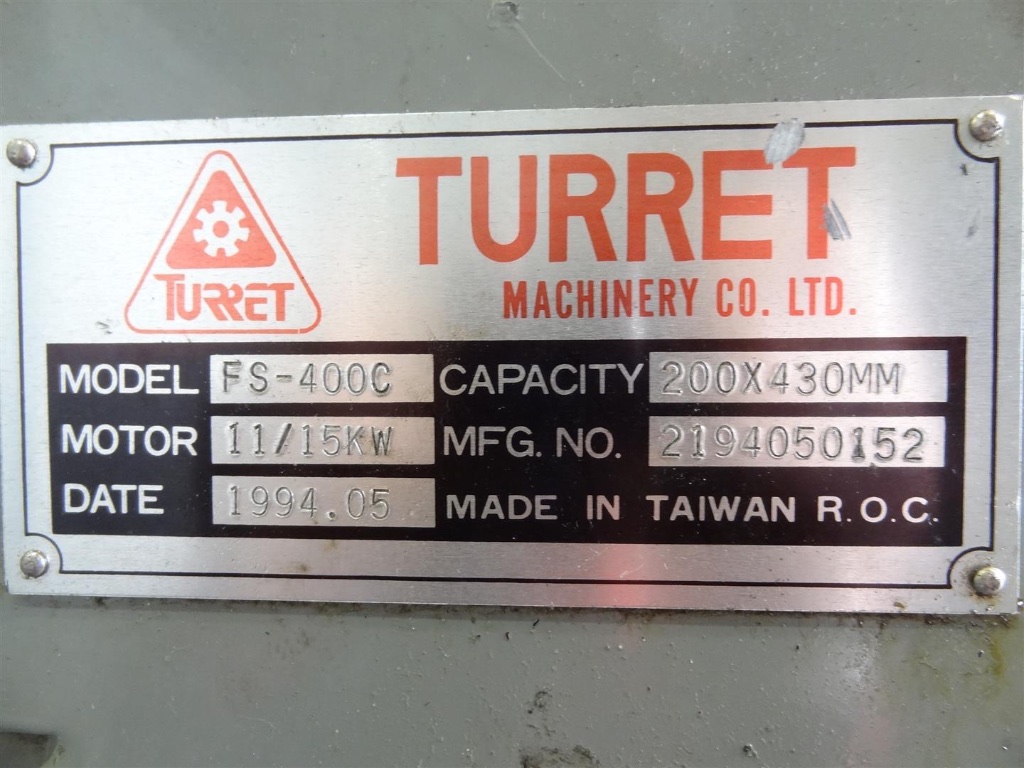 TURRET
TURRET
MACHINERY CO. LTD.
MODEL FS-400C CAPACITY 200X430MM
MOTOR 11/15KW MFG. NO. 2194050152
DATE 1994.05 MADE IN TAIWAN R.O.C.